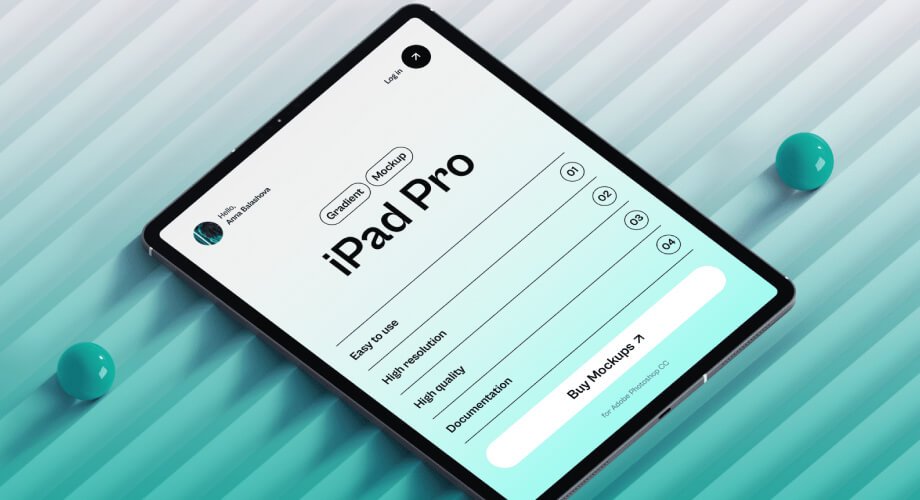 Log in
Hello,
Anna Balashova
Gradient
Mockup
iPad Pro
Easy to use
01
High resolution
02
High quality
03
Documentation
04
Buy Mockups
for Adobe Photoshop CC